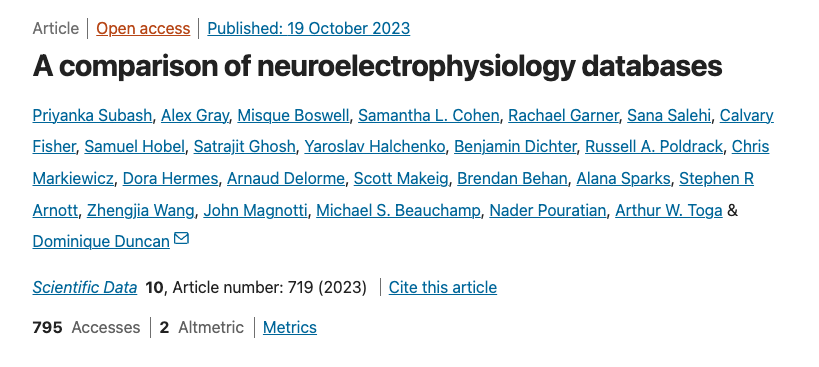 Article | Open access | Published: 19 October 2023
A comparison of neuroelectrophysiology databases
Priyanka Subash, Alex Gray, Misque Boswell, Samantha L. Cohen, Rachael Garner, Sana Salehi, Calvary
Fisher, Samuel Hobel, Satrajit Ghosh, Yaroslav Halchenko, Benjamin Dichter, Russell A. Poldrack, Chris
Markiewicz, Dora Hermes, Arnaud Delorme, Scott Makeig, Brendan Behan, Alana Sparks, Stephen R
Arnott, Zhengjia Wang, John Magnotti, Michael S. Beauchamp, Nader Pouratian, Arthur W. Toga &
Dominique Duncan
Scientific Data 10, Article number: 719 (2023) | Cite this article
795 Accesses | 2 Altmetric | Metrics